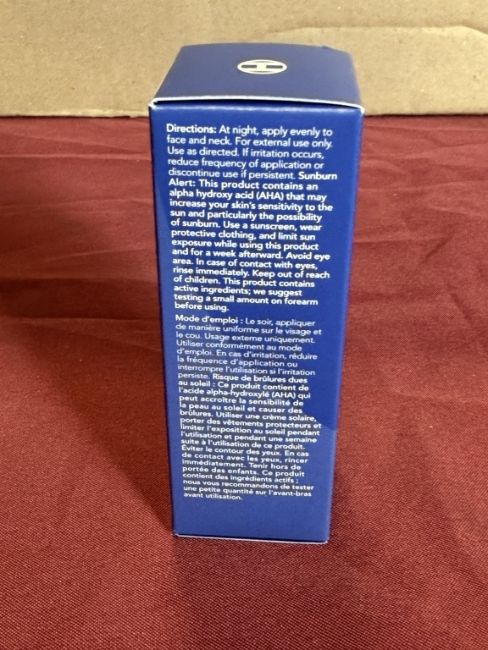 Directions: At night, apply evenly to
face and neck. For external use only.
Use as directed. If irritation occurs,
reduce frequency of application or
discontinue use if persistent. Sunburn
Alert: This product contains an
alpha hydroxy acid (AHA) that may
increase your skin's sensitivity to the
sun and particularly the possibility
of sunburn. Use a sunscreen, wear
protective clothing, and limit sun
exposure while using this product
and for a week afterward. Avoid eye
area. In case of contact with eyes,
rinse immediately. Keep out of reach
of children. This product contains
active ingredients; we suggest
testing a small amount on forearm
before using.
Mode d'emploi : Le soir, appliquer
de manière uniforme sur le visage et
le cou. Usage externe uniquement.
Utiliser conformément au mode
d'emploi. En cas d'irritation, réduire
la fréquence d'application ou
interrompre l'utilisation si l'irritation
persiste. Risque de brûlures dues
au soleil : Ce produit contient de
l'acide alpha-hydroxylé (AHA) qui
peut accroître la sensibilité de
la peau au soleil et causer des
brûlures. Utiliser une crème solaire,
porter des vêtements protecteurs et
limiter l'exposition au soleil pendant
l'utilisation et pendant une semaine
suite à l'utilisation de ce produit.
Éviter le contour des yeux. En cas
de contact avec les yeux, rincer
immédiatement. Tenir hors de
portée des enfants. Ce produit
contient des ingrédients actifs ;
nous vous recommandons de tester
une petite quantité sur l'avant-bras
avant utilisation.